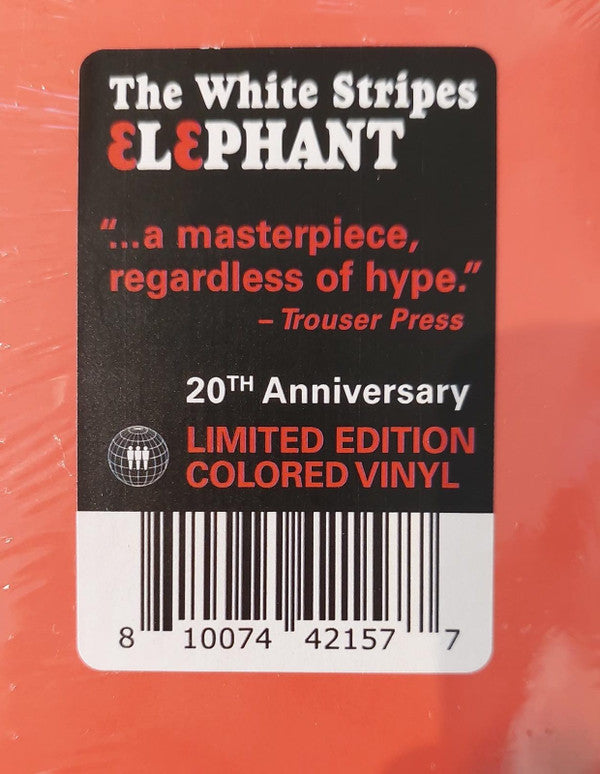 The White Stripes
ƐLƐPHANT
"...a masterpiece,
regardless of hype."
– Trouser Press
20TH Anniversary
LIMITED EDITION
COLORED VINYL
8 10074 42157 7